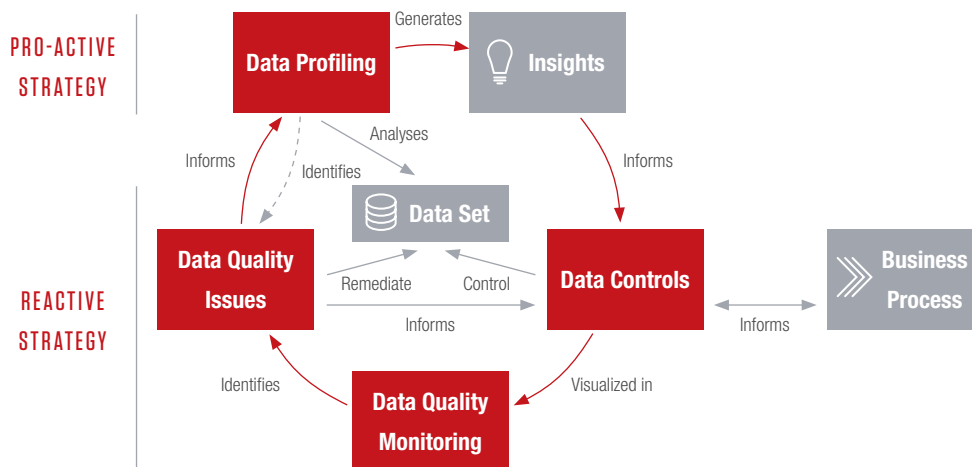 PRO-ACTIVE
STRATEGY
Generates
Data Profiling
Insights
Analyses
Informs
Identifies
Informs
Data Set
REACTIVE
STRATEGY
Data Quality
Issues
Remediate
Control
Informs
Data Controls
Informs
Business
Process
Identifies
Visualized in
Data Quality
Monitoring